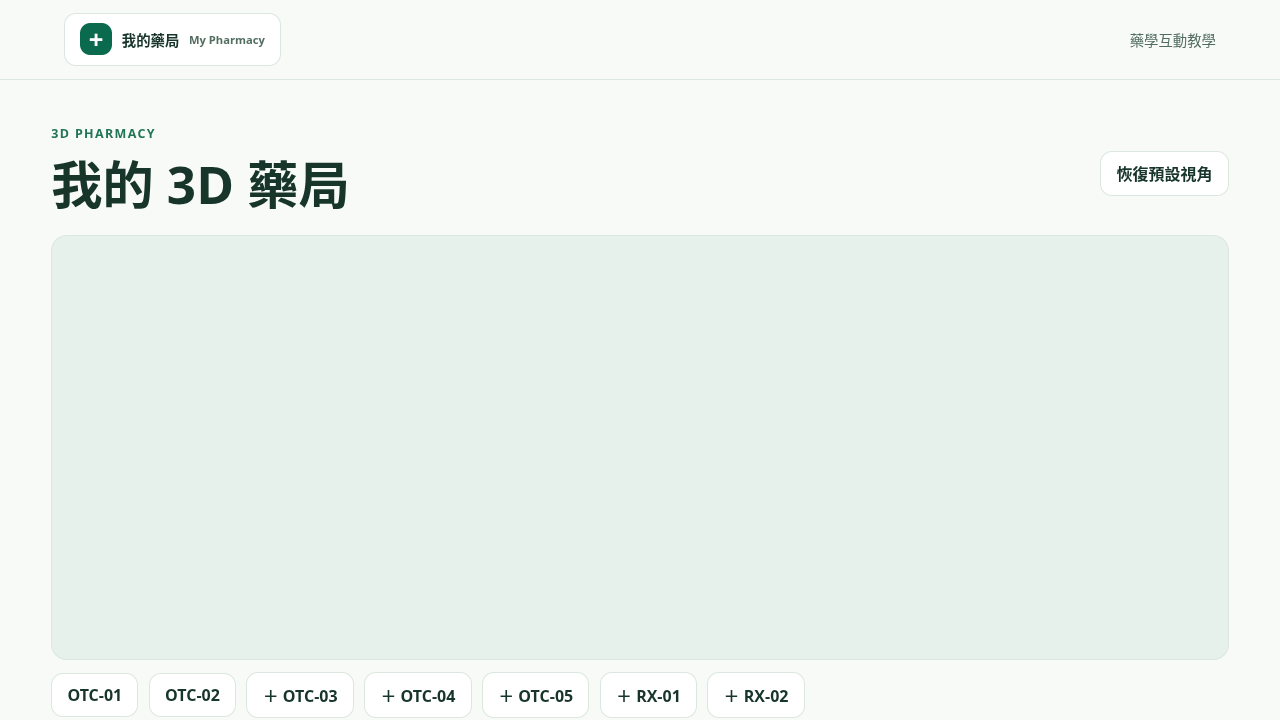 我的藥局 My Pharmacy
藥學互動教學
3D PHARMACY
我的 3D 藥局
恢復預設視角
OTC-01
OTC-02
＋ OTC-03
＋ OTC-04
＋ OTC-05
＋ RX-01
＋ RX-02